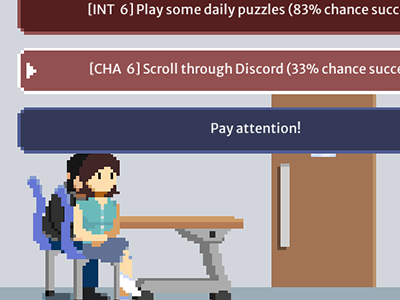 [INT 6] Play some daily puzzles (83% chance succ
[CHA 6] Scroll through Discord (33% chance succe
Pay attention!